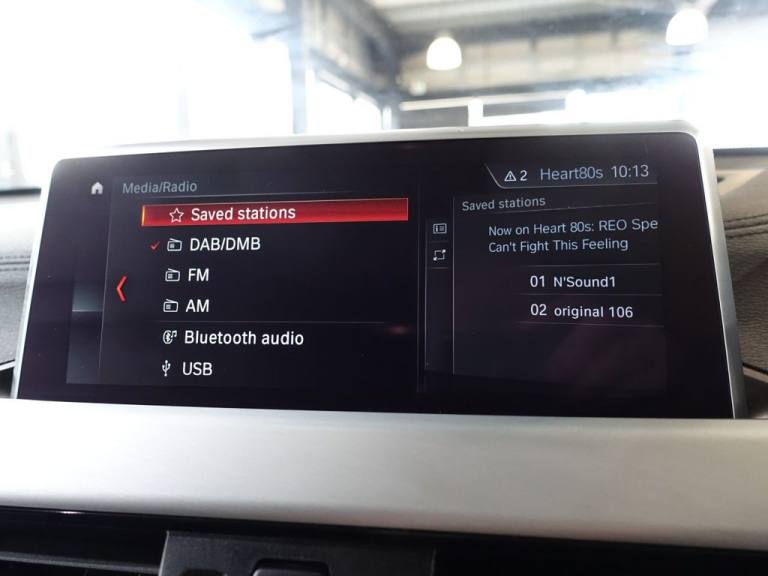 Media/Radio
2 Heart80s 10:13
Saved stations
DAB/DMB
FM
AM
Bluetooth audio
USB
Saved stations
Now on Heart 80s: REO Spe
Can't Fight This Feeling
01 N'Sound1
02 original 106